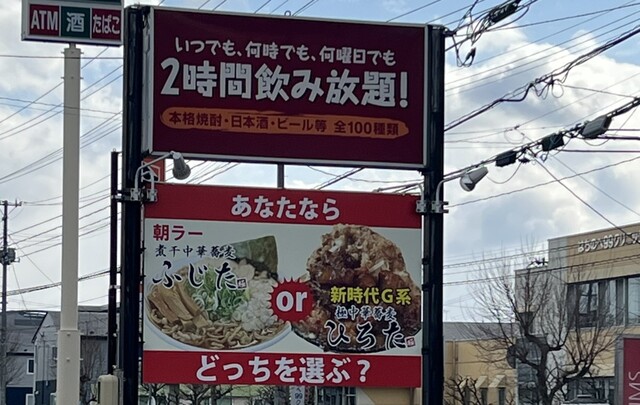 ATM 酒 たばこ
いつでも、何時でも、何曜日でも
2時間飲み放題!
本格焼酎・日本酒・ビール等 全100種類
あなたなら
朝ラー
煮干中華蕎麦
ふじた
or
新時代G系
極中華蕎麦
ひろた
どっちを選ぶ?